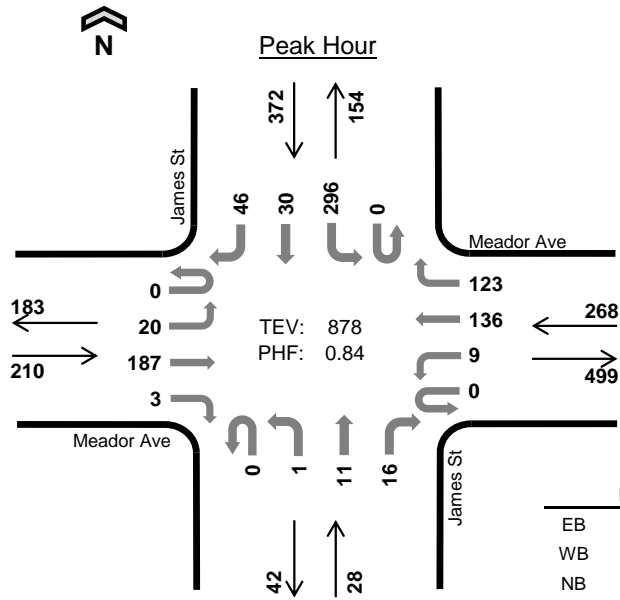 N
Peak Hour
372
154
James St
46
30
296
0
Meador Ave
0
123
183
20
TEV: 878
136
268
210
187
PHF: 0.84
9
499
3
0
Meador Ave
0
1
11
16
James St
EB
WB
42
28
NB